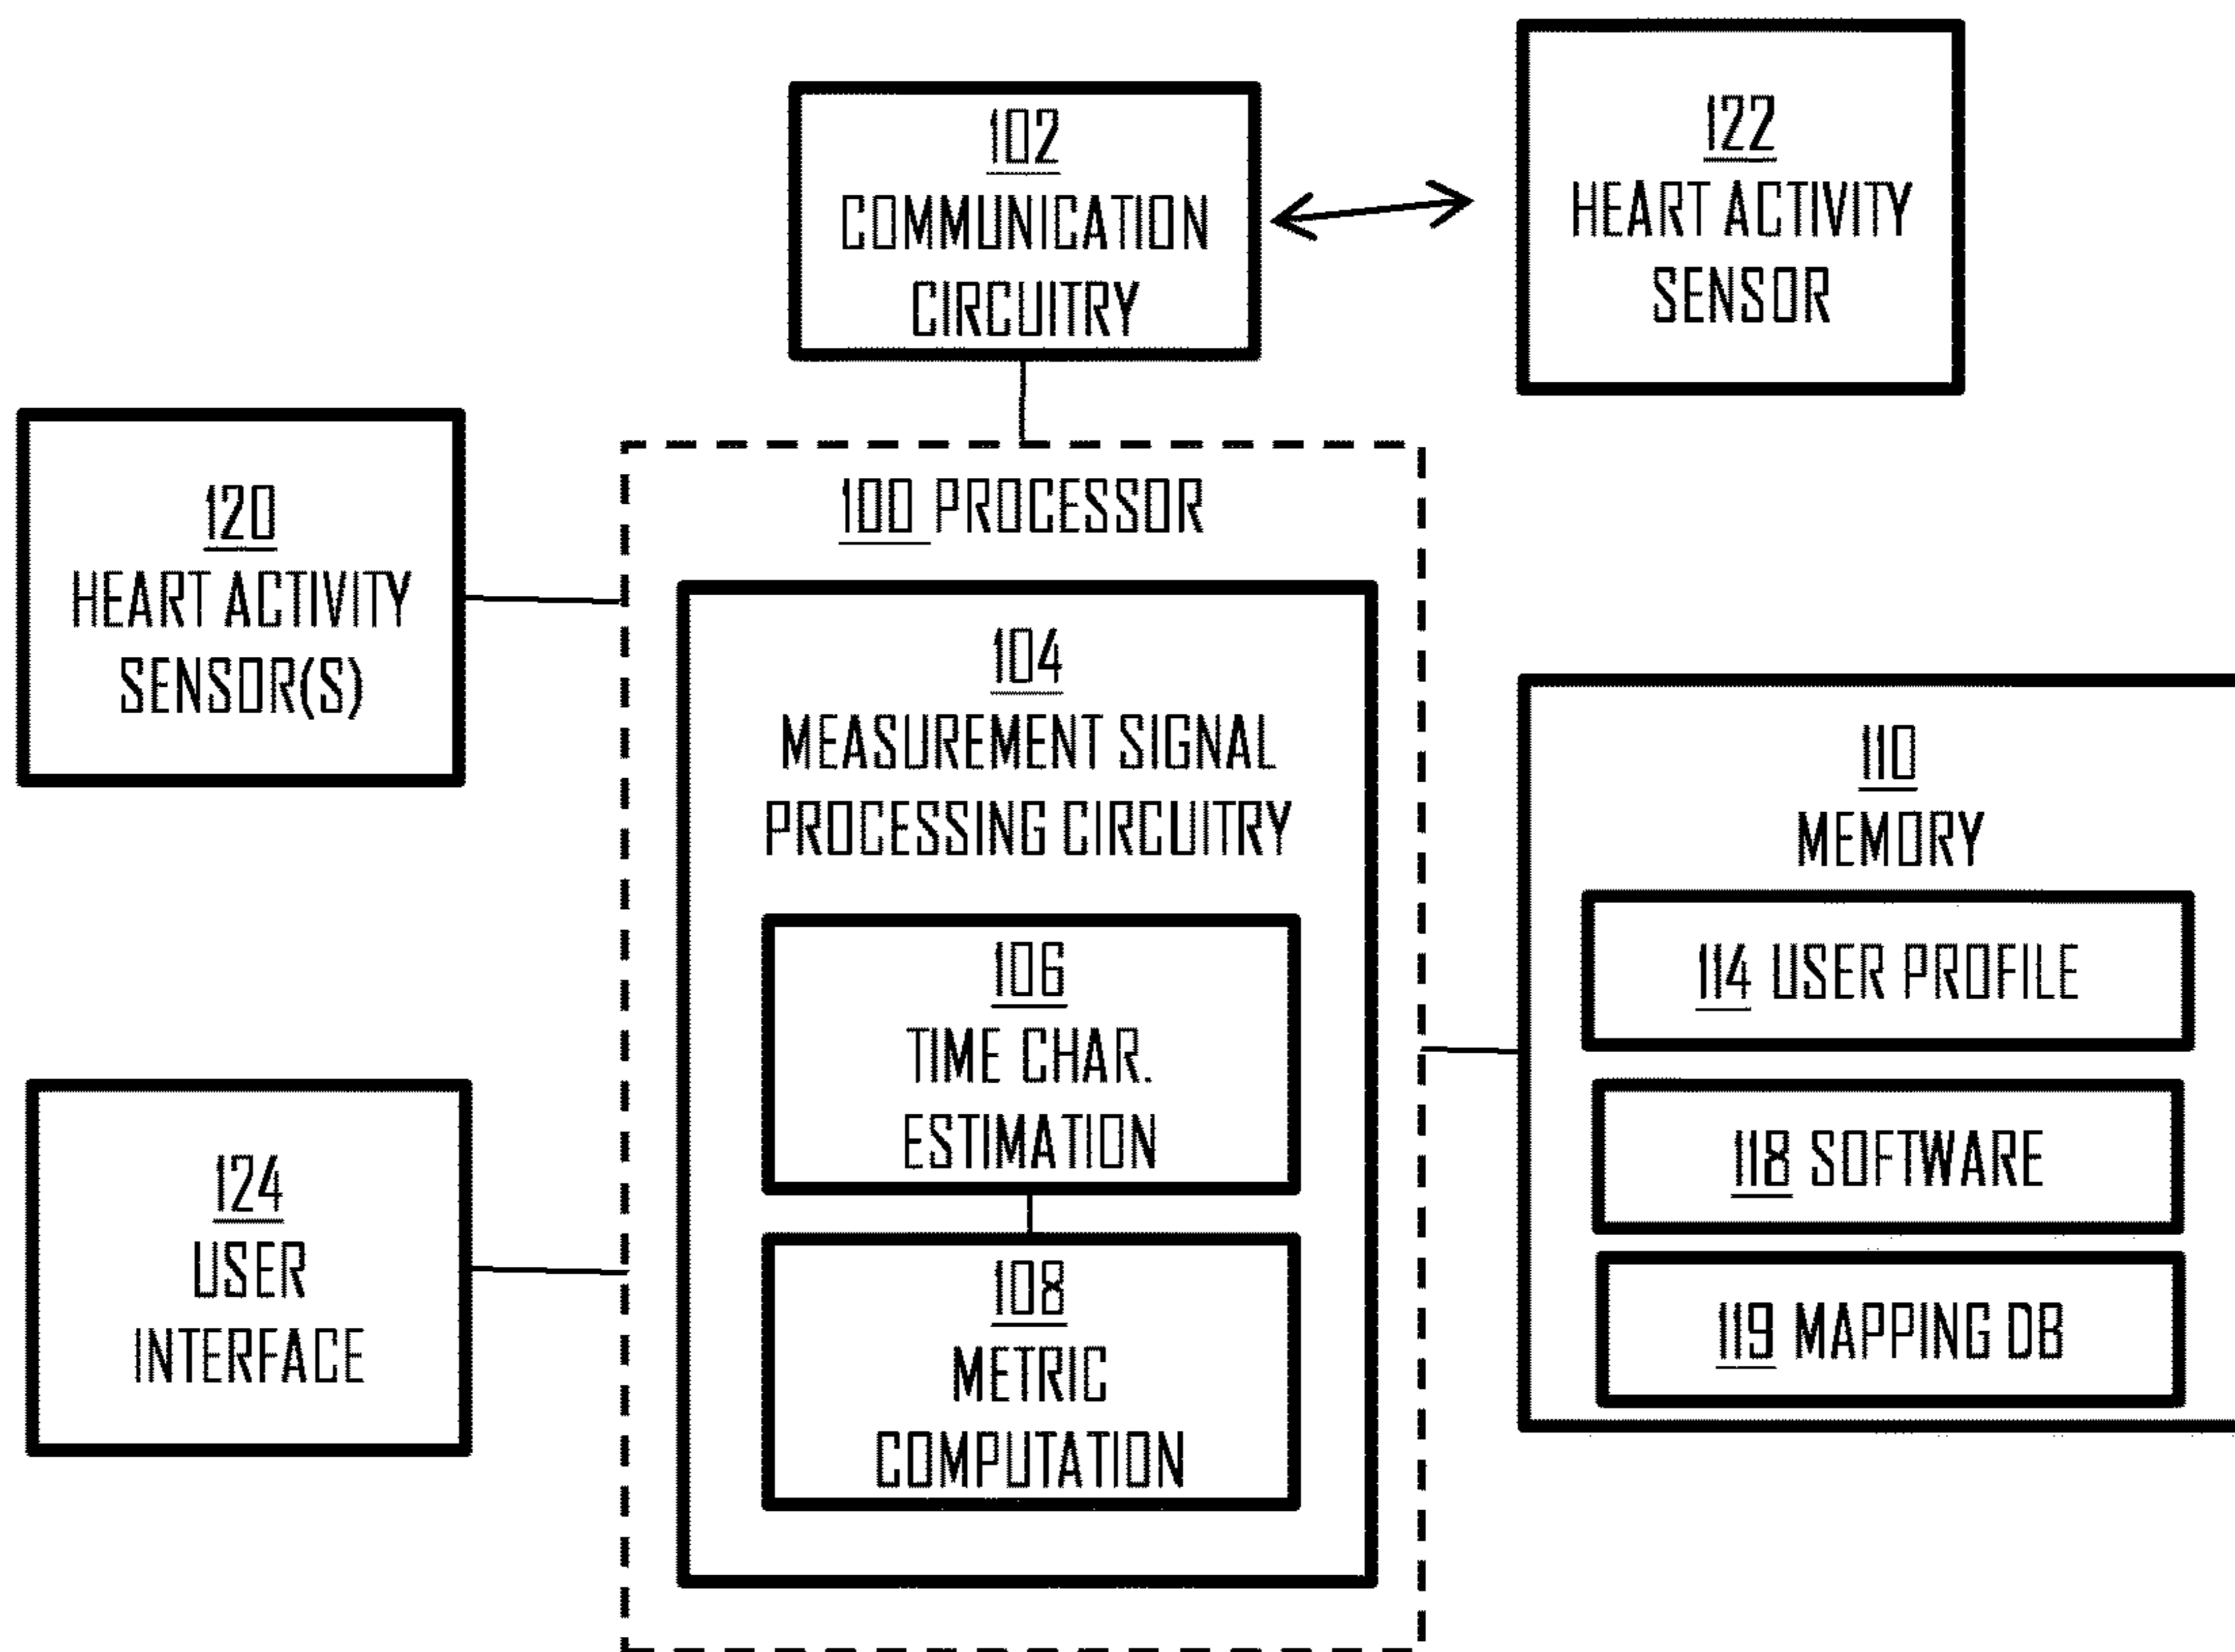 102
COMMUNICATION
CIRCUITRY
122
HEART ACTIVITY
SENSOR
120
HEART ACTIVITY
SENSOR(S)
100 PROCESSOR
104
MEASUREMENT SIGNAL
PROCESSING CIRCUITRY
106
TIME CHAR.
ESTIMATION
108
METRIC
COMPUTATION
110
MEMORY
114 USER PROFILE
118 SOFTWARE
119 MAPPING DB
124
USER
INTERFACE